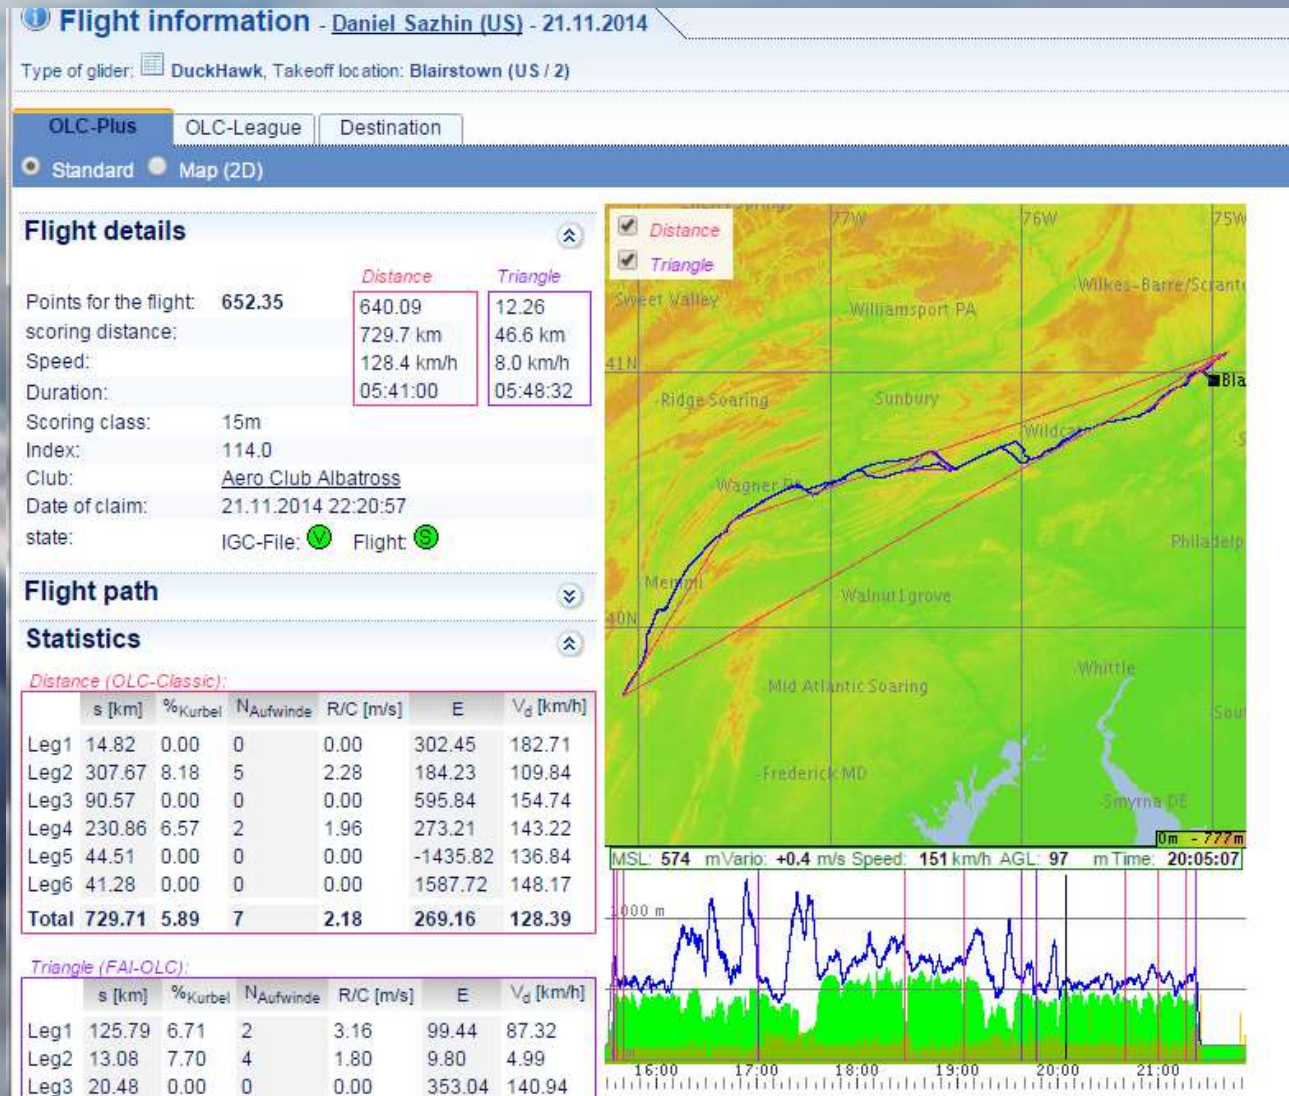 Flight information - Daniel Sazhin (US) - 21.11.2014
Type of glider: DuckHawk, Takeoff location: Blairstown (US / 2)
OLC-Plus OLC-League Destination
Standard Map (2D)
Flight details
Distance Triangle
Points for the flight: 652.35 640.09 12.26
scoring distance: 729.7 km 46.6 km
Speed: 128.4 km/h 8.0 km/h
Duration: 05:41:00 05:48:32
Scoring class: 15m
Index: 114.0
Club: Aero Club Albatross
Date of claim: 21.11.2014 22:20:57
state: IGC-File: V Flight: S
Flight path
Statistics
Distance (OLC-Classic):
s [km] %Kurbel NAufwinde R/C [m/s] E Vd [km/h]
Leg1 14.82 0.00 0 0.00 302.45 182.71
Leg2 307.67 8.18 5 2.28 184.23 109.84
Leg3 90.57 0.00 0 0.00 595.84 154.74
Leg4 230.86 6.57 2 1.96 273.21 143.22
Leg5 44.51 0.00 0 0.00 -1435.82 136.84
Leg6 41.28 0.00 0 0.00 1587.72 148.17
Total 729.71 5.89 7 2.18 269.16 128.39
Triangle (FAI-OLC):
s [km] %Kurbel NAufwinde R/C [m/s] E Vd [km/h]
Leg1 125.79 6.71 2 3.16 99.44 87.32
Leg2 13.08 7.70 4 1.80 9.80 4.99
Leg3 20.48 0.00 0 0.00 353.04 140.94
Distance
Triangle
77W 76W 75W
Sweet Valley
Wilkes-Barre/Scrant
Williamsport PA
41N
Bla
Ridge Soaring
Sunbury
Wildcat
Wagner
Philadelp
Memmi
Walnut1grove
40N
Whittle
Mid Atlantic Soaring
Sou
Frederick MD
Smyrna DE
0m - 777m
MSL: 574 m Vario: +0.4 m/s Speed: 151 km/h AGL: 97 m Time: 20:05:07
1000 m
16:00 17:00 18:00 19:00 20:00 21:00